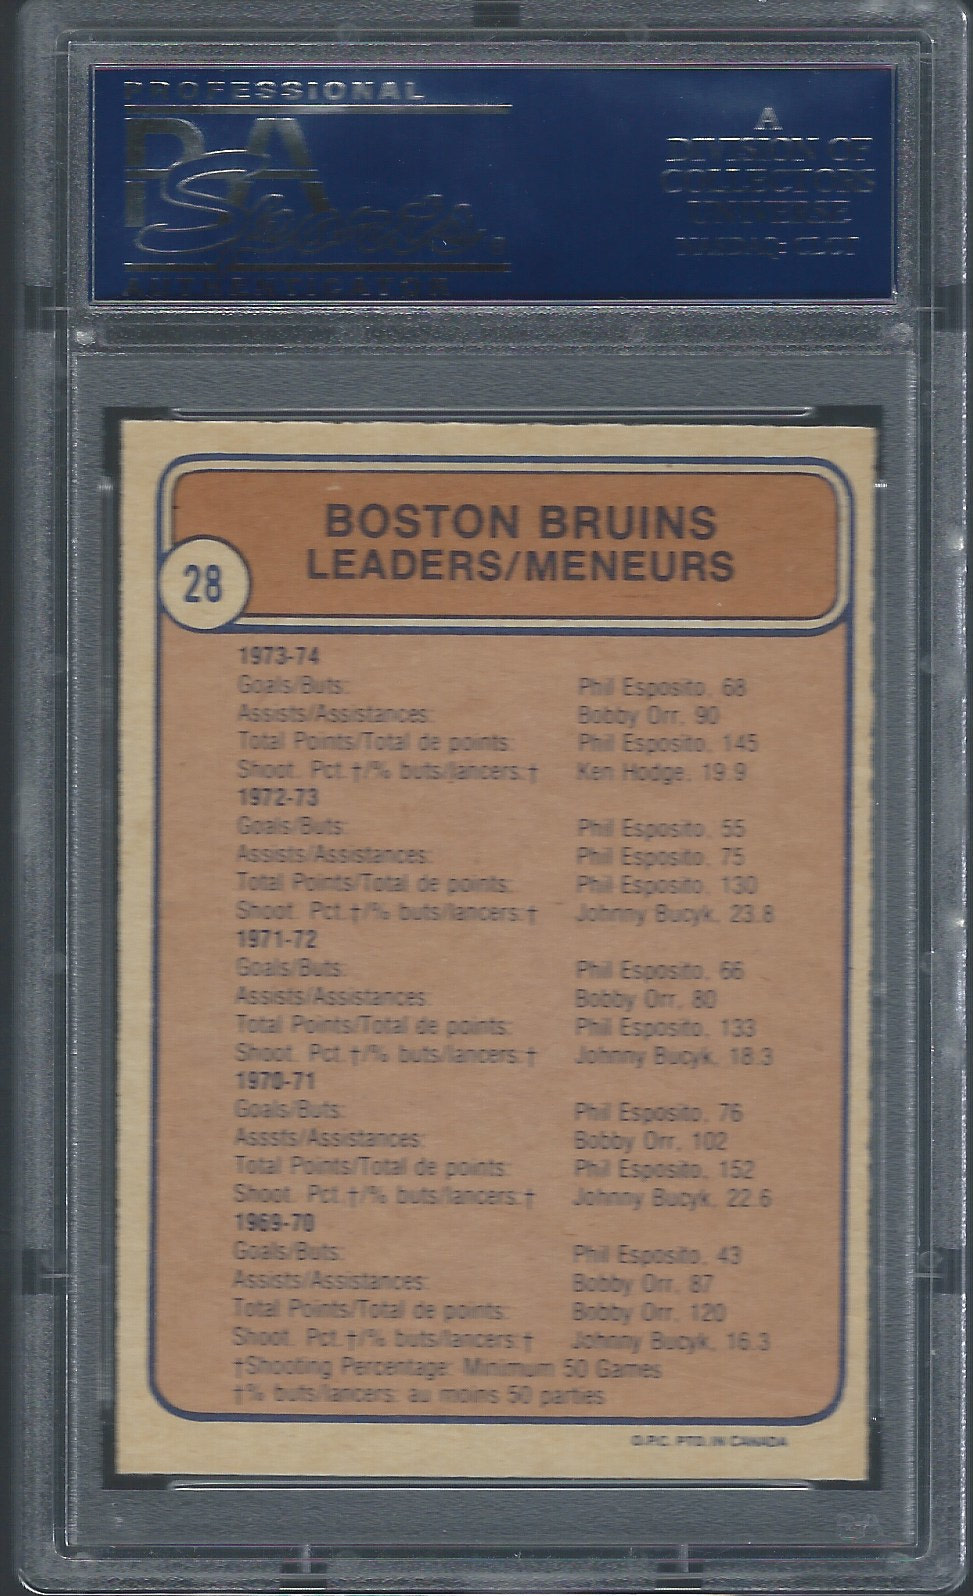 PROFESSIONAL
PSA
Sports
AUTHENTICATOR
A
DIVISION OF
COLLECTORS
UNIVERSE
NASDAQ: CLCT
BOSTON BRUINS
LEADERS/MENEURS
28
1973-74
Goals/Buts: Phil Esposito, 68
Assists/Assistances: Bobby Orr, 90
Total Points/Total de points: Phil Esposito, 145
Shoot. Pct.†/% buts/lancers:† Ken Hodge, 19.9
1972-73
Goals/Buts: Phil Esposito, 55
Assists/Assistances: Phil Esposito, 75
Total Points/Total de points: Phil Esposito, 130
Shoot. Pct.†/% buts/lancers:† Johnny Bucyk, 23.8
1971-72
Goals/Buts: Phil Esposito, 66
Assists/Assistances: Bobby Orr, 80
Total Points/Total de points: Phil Esposito, 133
Shoot. Pct.†/% buts/lancers:† Johnny Bucyk, 18.3
1970-71
Goals/Buts: Phil Esposito, 76
Asssts/Assistances: Bobby Orr, 102
Total Points/Total de points: Phil Esposito, 152
Shoot. Pct.†/% buts/lancers:† Johnny Bucyk, 22.6
1969-70
Goals/Buts: Phil Esposito, 43
Assists/Assistances: Bobby Orr, 87
Total Points/Total de points: Bobby Orr, 120
Shoot. Pct.†/% buts/lancers:† Johnny Bucyk, 16.3
†Shooting Percentage: Minimum 50 Games
†% buts/lancers: au moins 50 parties
O.P.C. PTD. IN CANADA
PSA